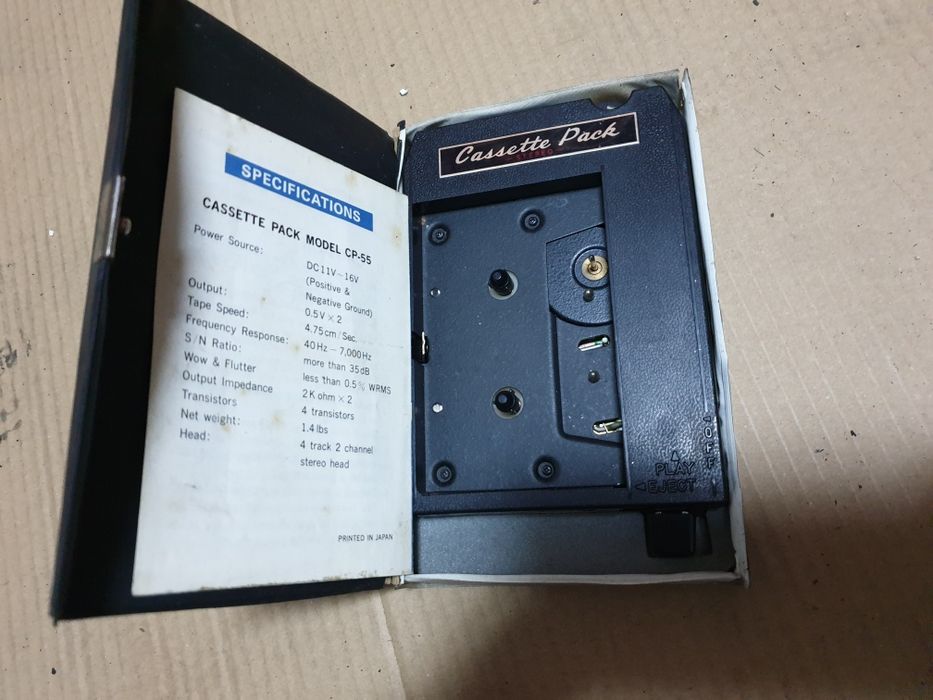 SPECIFICATIONS
CASSETTE PACK MODEL CP-55
Power Source:
DC11V~16V
(Positive &
Negative Ground)
Output: 0.5V × 2
Tape Speed: 4.75cm/Sec.
Frequency Response: 40Hz — 7,000Hz
S/N Ratio: more than 35dB
Wow & Flutter less than 0.5% WRMS
Output Impedance 2K ohm × 2
Transistors 4 transistors
Net weight: 1.4lbs
Head: 4 track 2 channel
stereo head
PRINTED IN JAPAN
Cassette Pack
STEREO
OFF
PLAY
EJECT